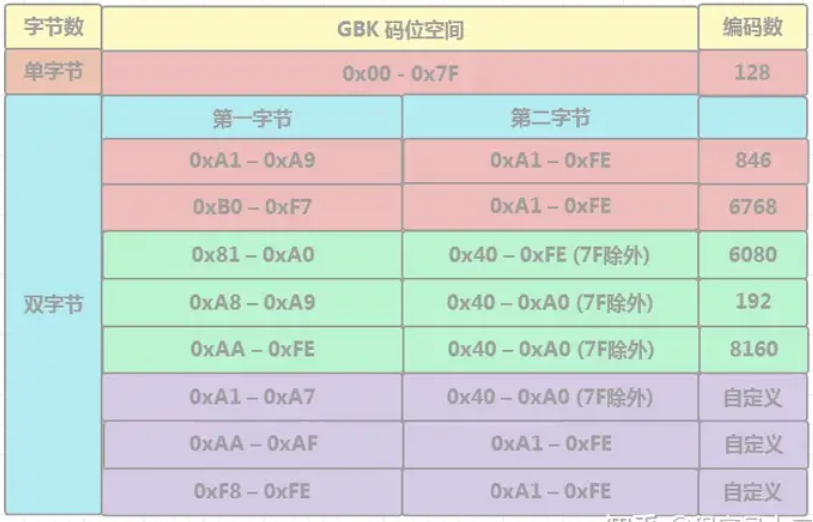 字节数 GBK 码位空间 编码数
单字节 0x00 - 0x7F 128
第一字节 第二字节
0xA1 – 0xA9 0xA1 – 0xFE 846
0xB0 – 0xF7 0xA1 – 0xFE 6768
0x81 – 0xA0 0x40 – 0xFE (7F除外) 6080
双字节 0xA8 – 0xA9 0x40 – 0xA0 (7F除外) 192
0xAA – 0xFE 0x40 – 0xA0 (7F除外) 8160
0xA1 – 0xA7 0x40 – 0xA0 (7F除外) 自定义
0xAA – 0xAF 0xA1 – 0xFE 自定义
0xF8 – 0xFE 0xA1 – 0xFE 自定义